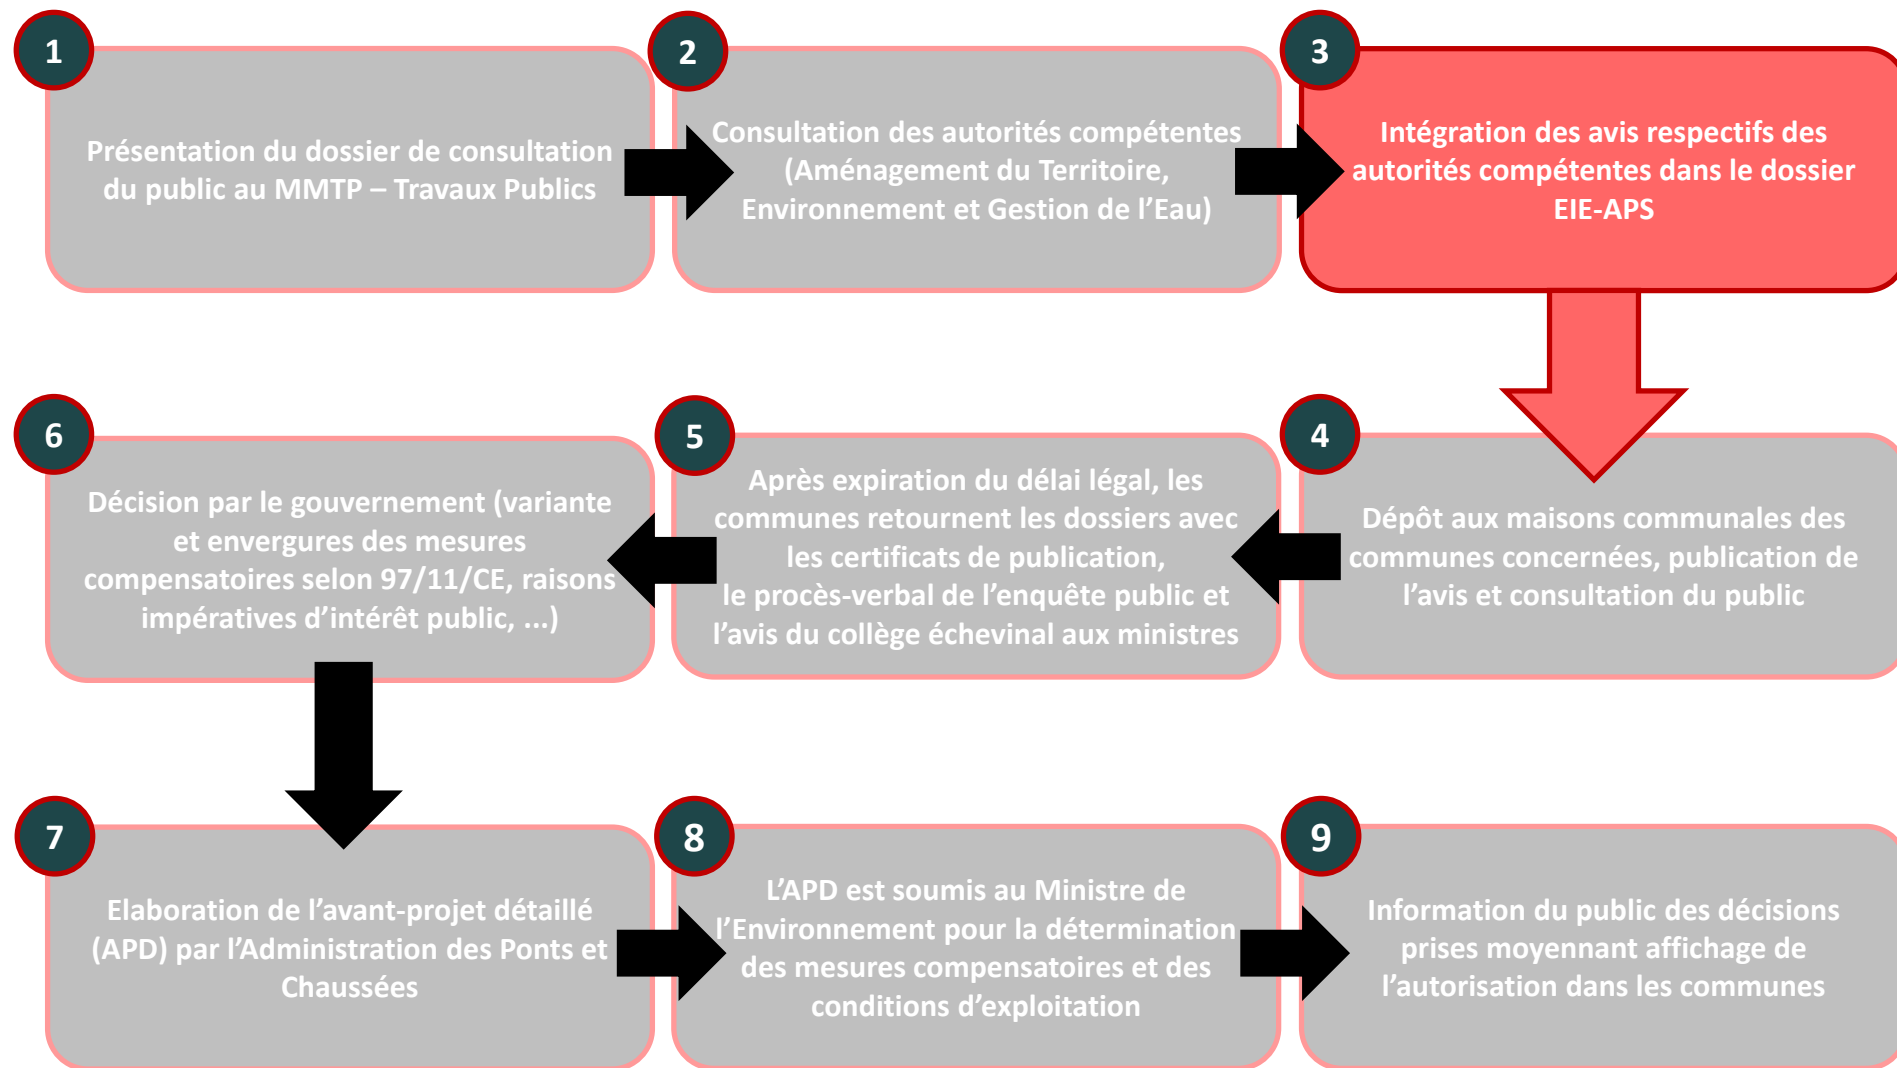 1
Présentation du dossier de consultation
du public au MMTP – Travaux Publics
2
Consultation des autorités compétentes
(Aménagement du Territoire,
Environnement et Gestion de l’Eau)
3
Intégration des avis respectifs des
autorités compétentes dans le dossier
EIE-APS
4
Dépôt aux maisons communales des
communes concernées, publication de
l’avis et consultation du public
5
Après expiration du délai légal, les
communes retournent les dossiers avec
les certificats de publication,
le procès-verbal de l’enquête public et
l’avis du collège échevinal aux ministres
6
Décision par le gouvernement (variante
et envergures des mesures
compensatoires selon 97/11/CE, raisons
impératives d’intérêt public, ...)
7
Elaboration de l’avant-projet détaillé
(APD) par l’Administration des Ponts et
Chaussées
8
L’APD est soumis au Ministre de
l’Environnement pour la détermination
des mesures compensatoires et des
conditions d’exploitation
9
Information du public des décisions
prises moyennant affichage de
l’autorisation dans les communes